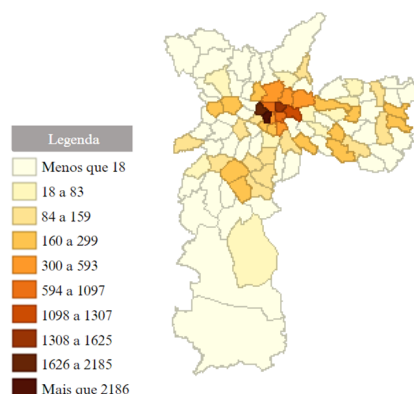 Legenda
Menos que 18
18 a 83
84 a 159
160 a 299
300 a 593
594 a 1097
1098 a 1307
1308 a 1625
1626 a 2185
Mais que 2186